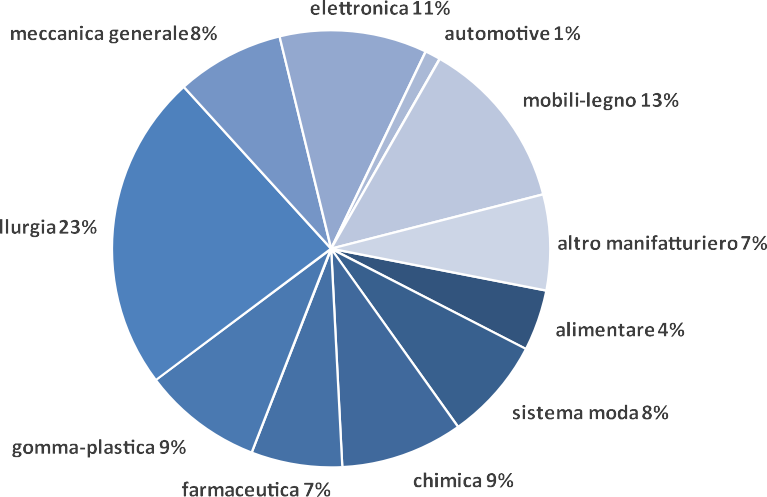 elettronica 11%
automotive 1%
meccanica generale 8%
mobili-legno 13%
llurgia 23%
altro manifatturiero 7%
alimentare 4%
sistema moda 8%
gomma-plastica 9%
chimica 9%
farmaceutica 7%